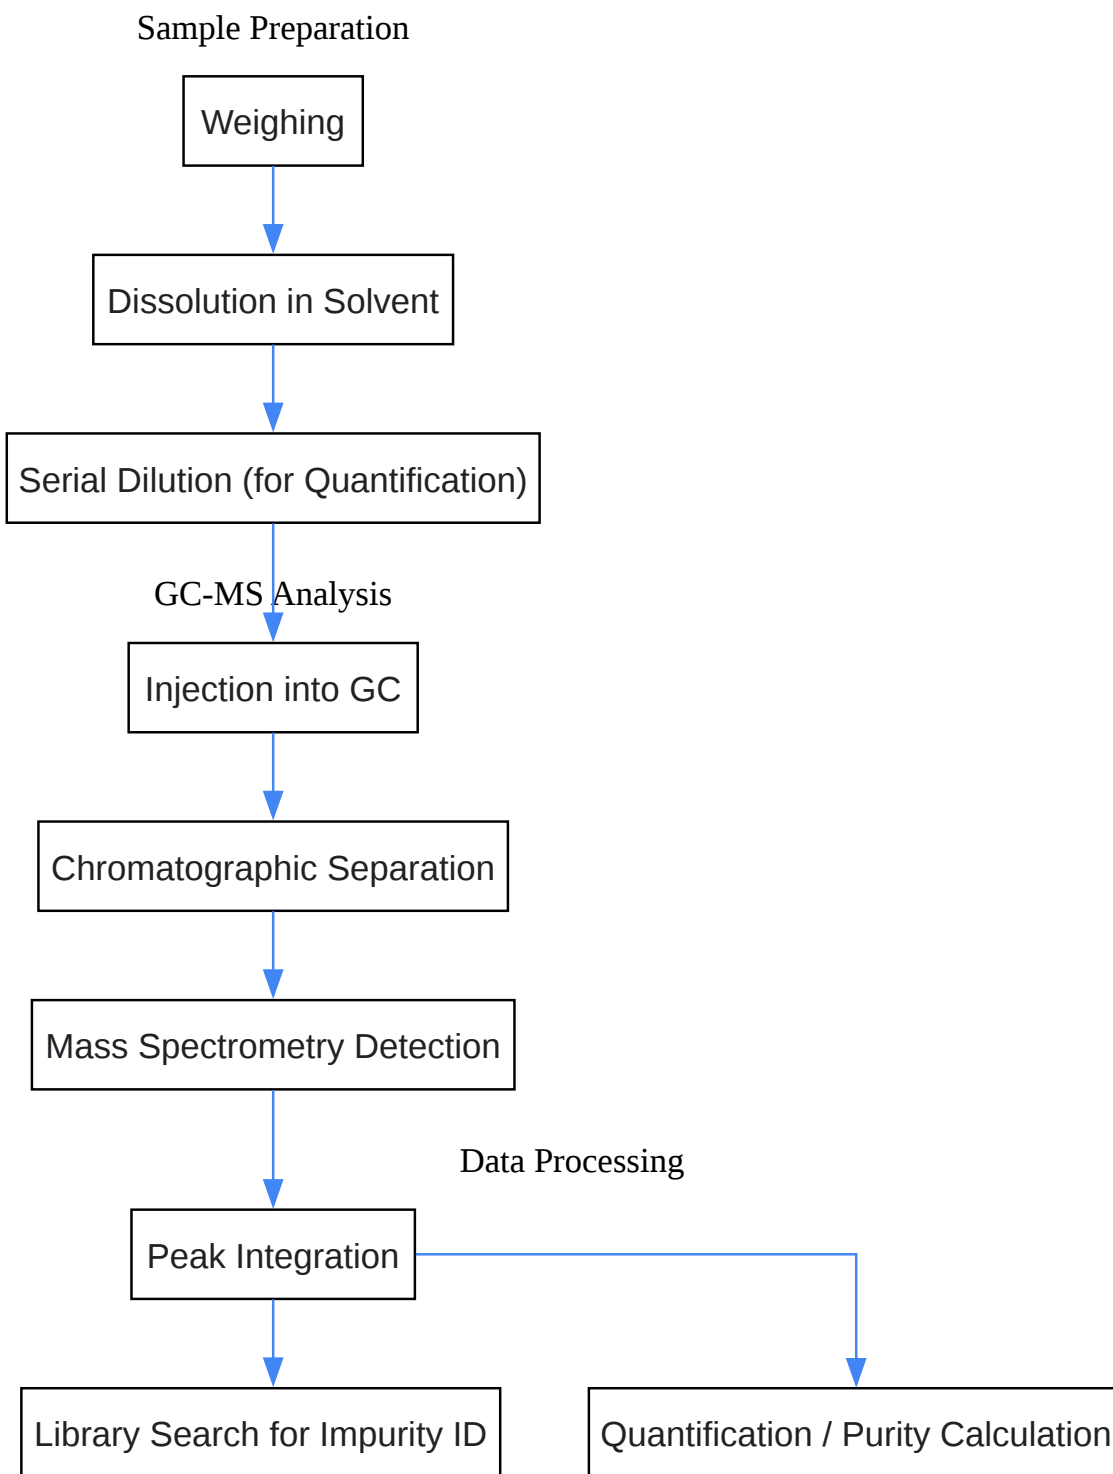 Sample Preparation
Weighing
Dissolution in Solvent
Serial Dilution (for Quantification)
GC-MS Analysis
Injection into GC
Chromatographic Separation
Mass Spectrometry Detection
Data Processing
Peak Integration
Library Search for Impurity ID
Quantification / Purity Calculation